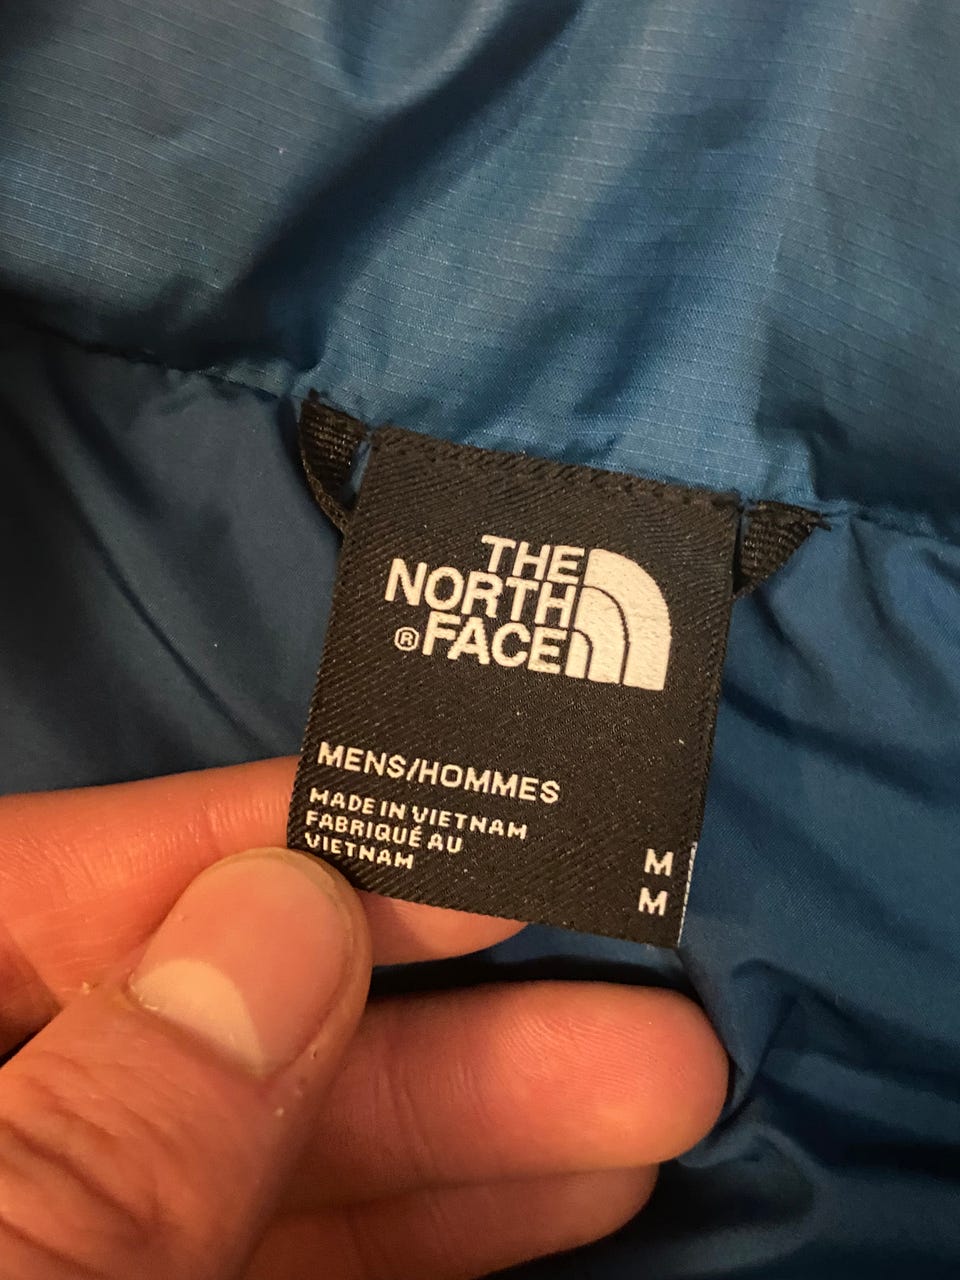 THE
NORTH
®FACE
MENS/HOMMES
MADE IN VIETNAM
FABRIQUÉ AU
VIETNAM
M
M